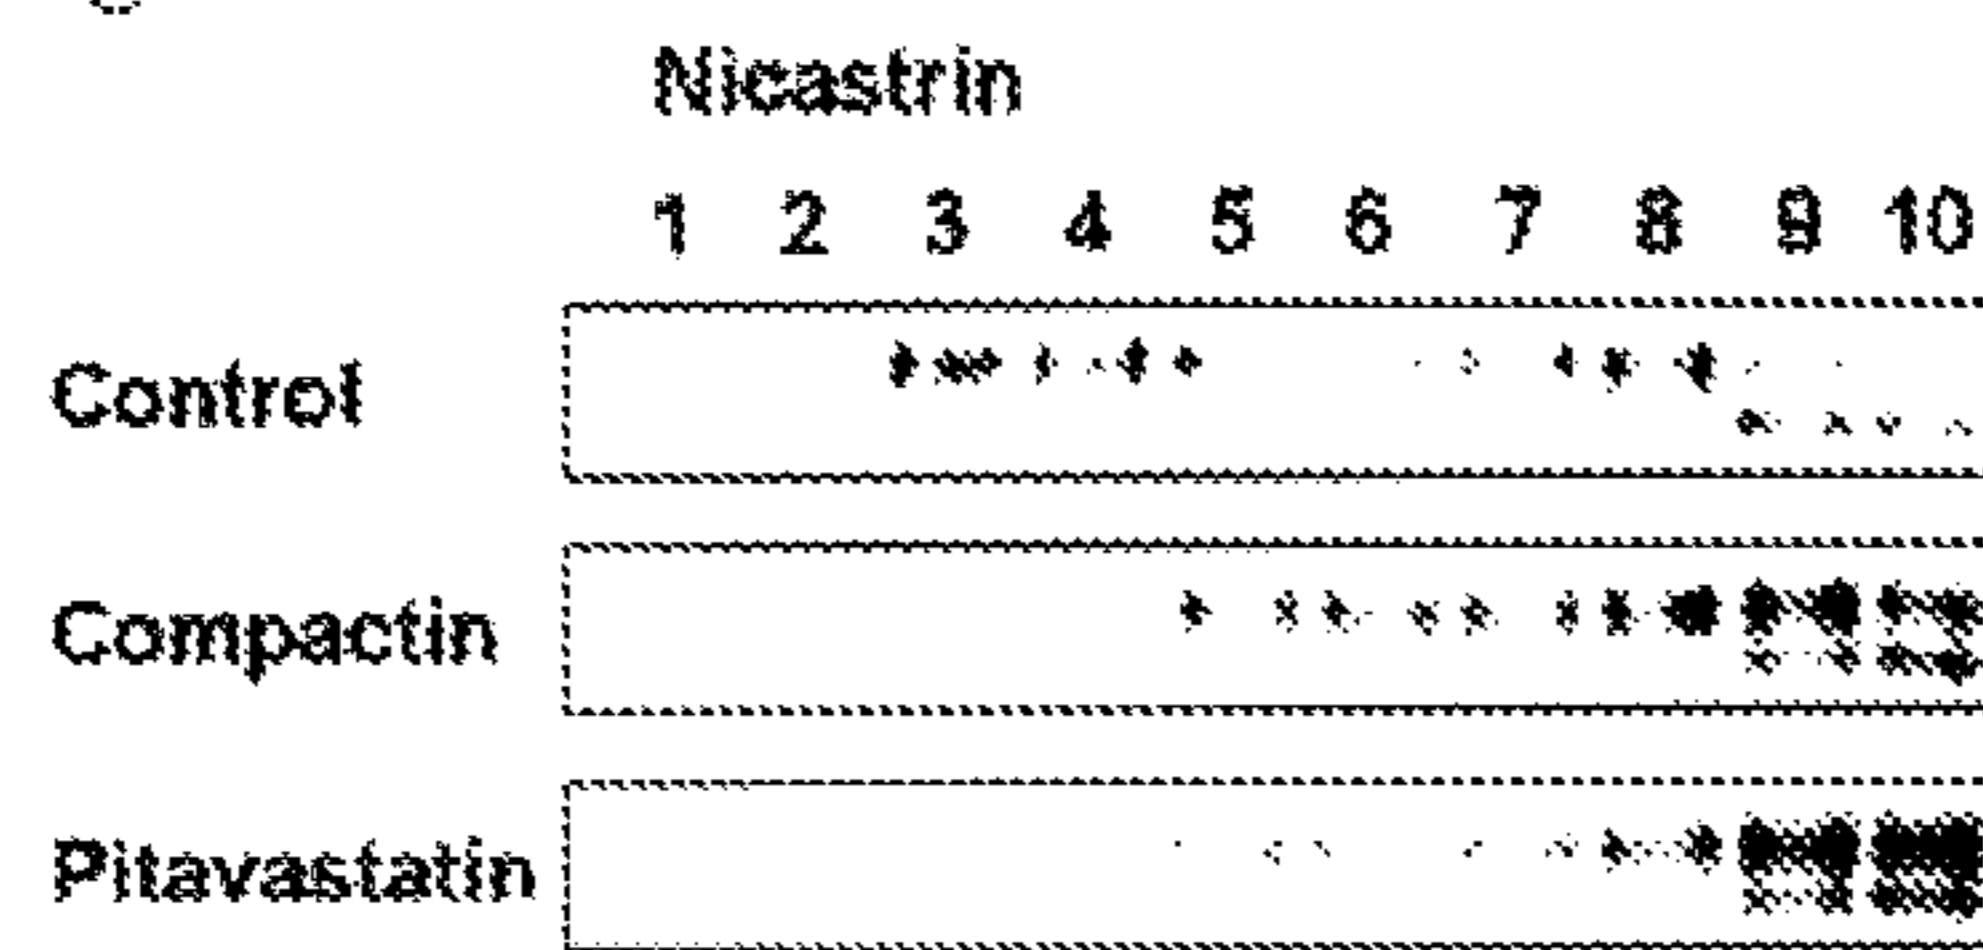 Nicastrin
1 2 3 4 5 6 7 8 9 10
Control
Compactin
Pitavastatin